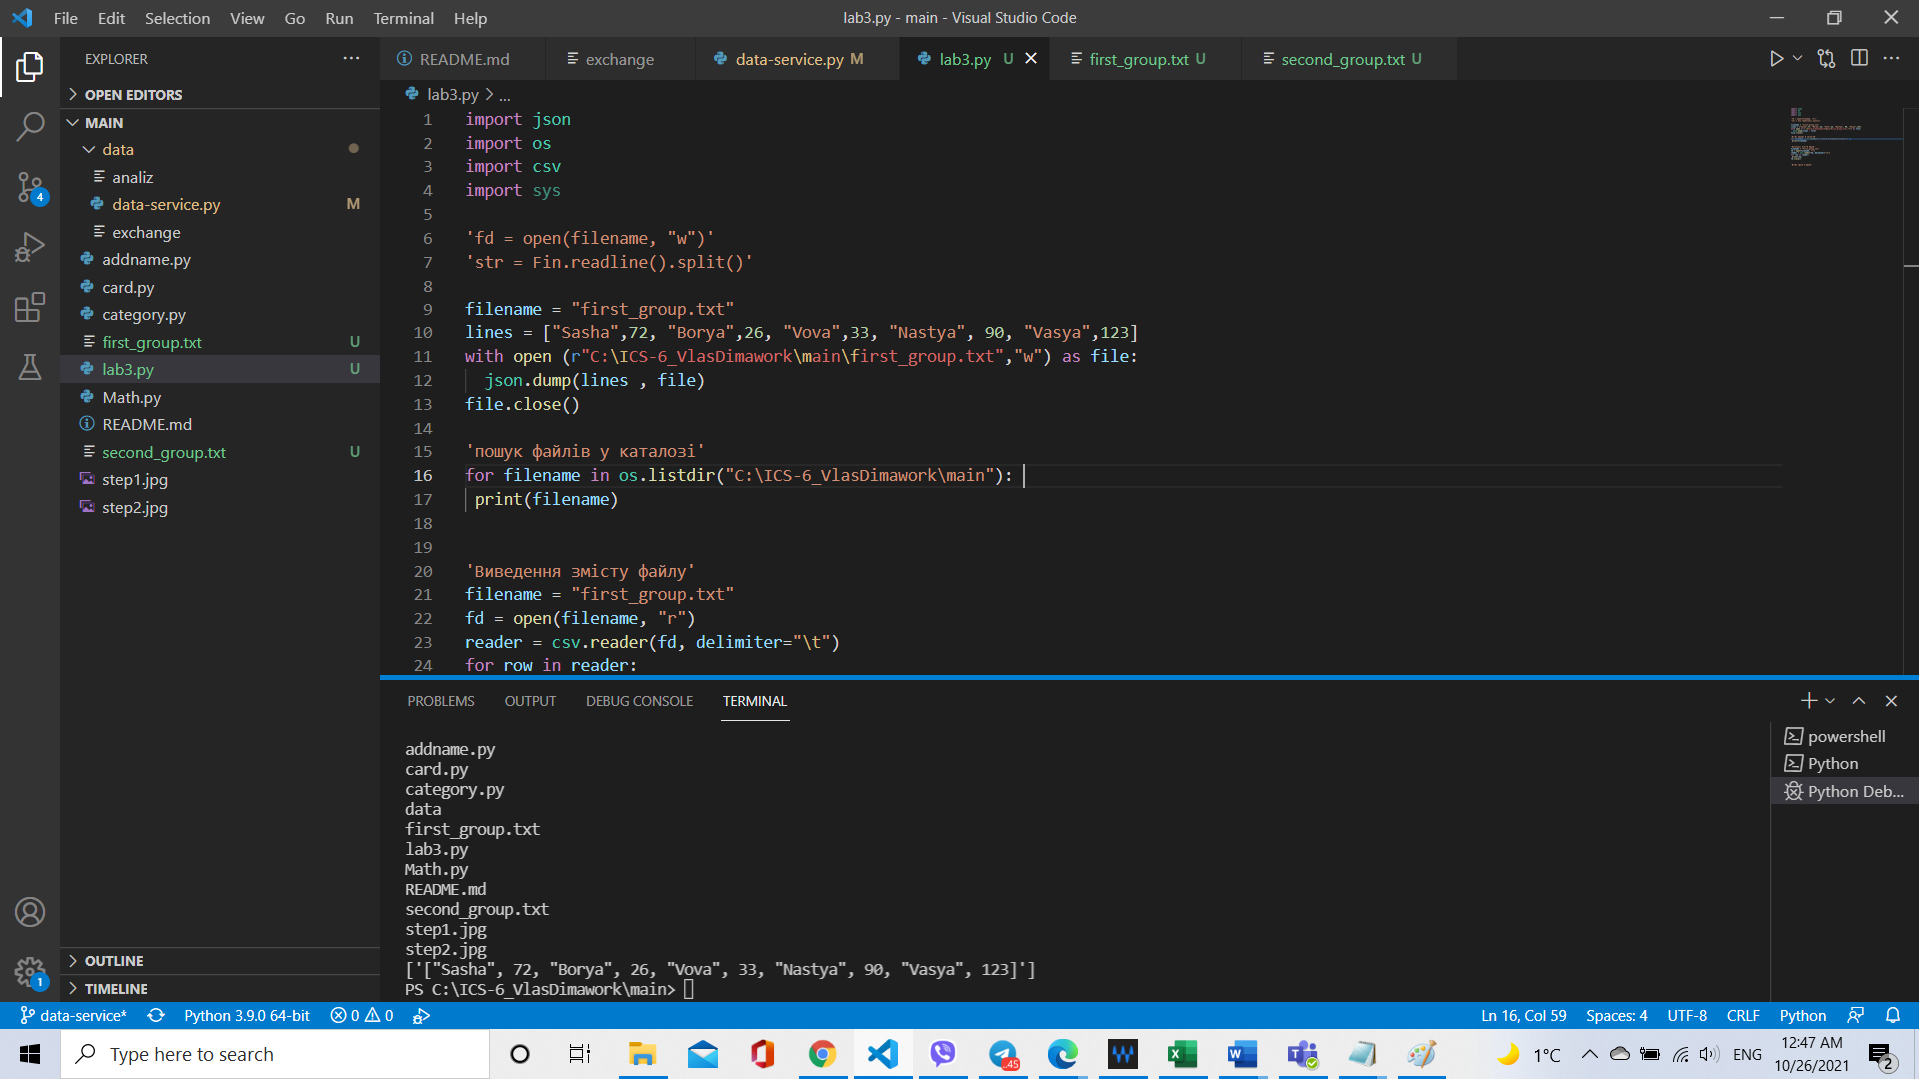 File Edit Selection View Go Run Terminal Help
lab3.py - main - Visual Studio Code
EXPLORER
OPEN EDITORS
MAIN
data
analiz
data-service.py M
exchange
addname.py
card.py
category.py
first_group.txt U
lab3.py U
Math.py
README.md
second_group.txt U
step1.jpg
step2.jpg
OUTLINE
TIMELINE
4
1
README.md
exchange
data-service.py M
lab3.py U
first_group.txt U
second_group.txt U
lab3.py > ...
1 import json
2 import os
3 import csv
4 import sys
5
6 'fd = open(filename, "w")'
7 'str = Fin.readline().split()'
8
9 filename = "first_group.txt"
10 lines = ["Sasha",72, "Borya",26, "Vova",33, "Nastya", 90, "Vasya",123]
11 with open (r"C:\ICS-6_VlasDimawork\main\first_group.txt","w") as file:
12 json.dump(lines , file)
13 file.close()
14
15 'пошук файлів у каталозі'
16 for filename in os.listdir("C:\ICS-6_VlasDimawork\main"):
17 print(filename)
18
19
20 'Виведення змісту файлу'
21 filename = "first_group.txt"
22 fd = open(filename, "r")
23 reader = csv.reader(fd, delimiter="\t")
24 for row in reader:
PROBLEMS OUTPUT DEBUG CONSOLE TERMINAL
addname.py
card.py
category.py
data
first_group.txt
lab3.py
Math.py
README.md
second_group.txt
step1.jpg
step2.jpg
['["Sasha", 72, "Borya", 26, "Vova", 33, "Nastya", 90, "Vasya", 123]']
PS C:\ICS-6_VlasDimawork\main>
powershell
Python
Python Deb...
data-service* Python 3.9.0 64-bit 0 0
Ln 16, Col 59 Spaces: 4 UTF-8 CRLF Python
Type here to search
45
1°C
ENG
12:47 AM
10/26/2021
2